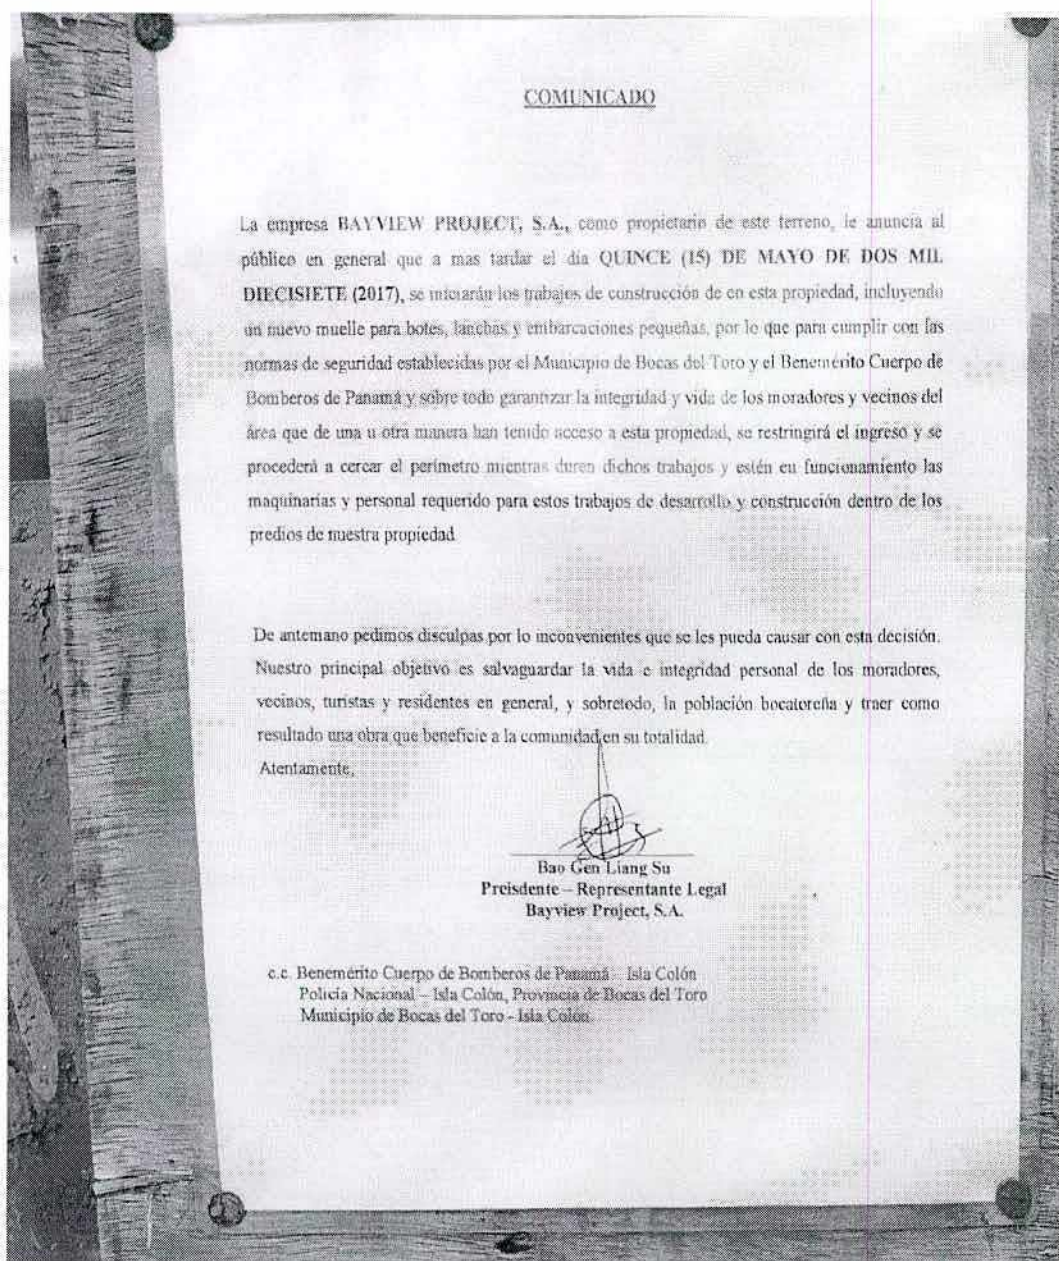 COMUNICADO
La empresa BAYVIEW PROJECT, S.A., como propietario de este terreno, le anuncia al
público en general que a mas tardar el día QUINCE (15) DE MAYO DE DOS MIL
DIECISIETE (2017), se iniciarán los trabajos de construcción de en esta propiedad, incluyendo
un nuevo muelle para botes, lanchas y embarcaciones pequeñas, por lo que para cumplir con las
normas de seguridad establecidas por el Municipio de Bocas del Toro y el Benemérito Cuerpo de
Bomberos de Panamá y sobre todo garantizar la integridad y vida de los moradores y vecinos del
área que de una u otra manera han tenido acceso a esta propiedad, se restringirá el ingreso y se
procederá a cercar el perímetro mientras duren dichos trabajos y estén en funcionamiento las
maquinarias y personal requerido para estos trabajos de desarrollo y construcción dentro de los
predios de nuestra propiedad
De antemano pedimos disculpas por lo inconvenientes que se les pueda causar con esta decisión.
Nuestro principal objetivo es salvaguardar la vida e integridad personal de los moradores,
vecinos, turistas y residentes en general, y sobretodo, la población bocatoreña y traer como
resultado una obra que beneficie a la comunidad en su totalidad.
Atentamente,
Bao Gen Liang Su
Preisdente – Representante Legal
Bayview Project, S.A.
c.c. Benemérito Cuerpo de Bomberos de Panamá – Isla Colón
Policía Nacional – Isla Colón, Provincia de Bocas del Toro
Municipio de Bocas del Toro - Isla Colón.